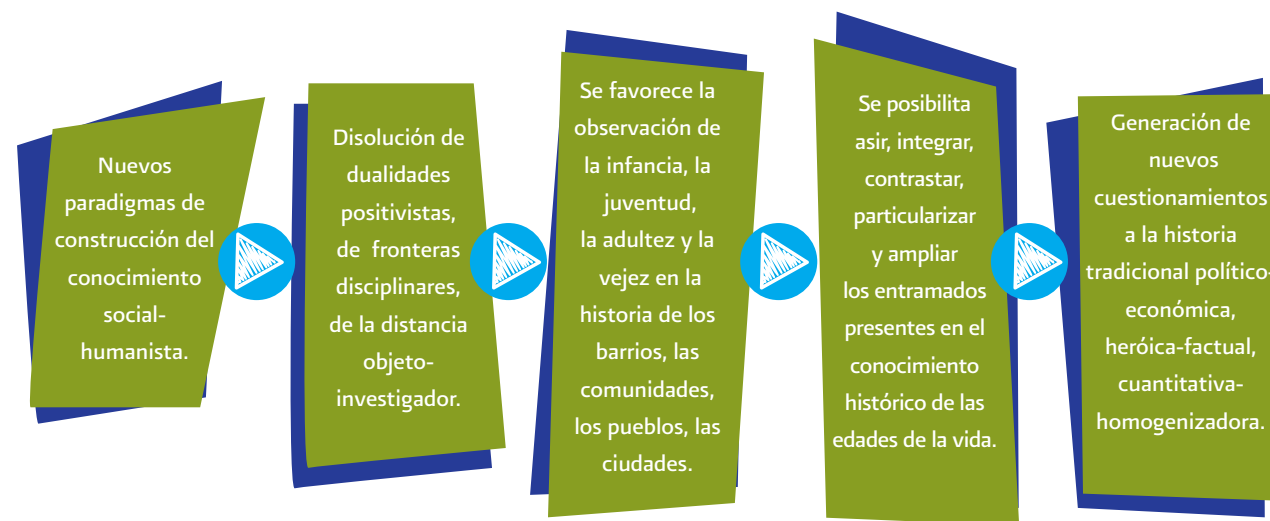 Nuevos
paradigmas de
construcción del
conocimiento
social-
humanista.
Disolución de
dualidades
positivistas,
de fronteras
disciplinares,
de la distancia
objeto-
investigador.
Se favorece la
observación de
la infancia, la
juventud,
la adultez y la
vejez en la
historia de los
barrios, las
comunidades,
los pueblos, las
ciudades.
Se posibilita
asir, integrar,
contrastar,
particularizar
y ampliar
los entramados
presentes en el
conocimiento
histórico de las
edades de la vida.
Generación de
nuevos
cuestionamientos
a la historia
tradicional político-
económica,
heróica-factual,
cuantitativa-
homogenizadora.